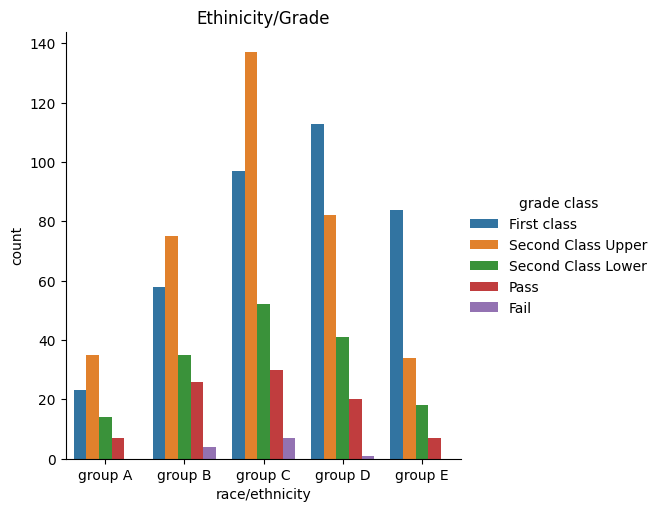 Ethinicity/Grade
140
120
100
80
60
40
20
0
count
group A group B group C group D group E
race/ethnicity
grade class
First class
Second Class Upper
Second Class Lower
Pass
Fail